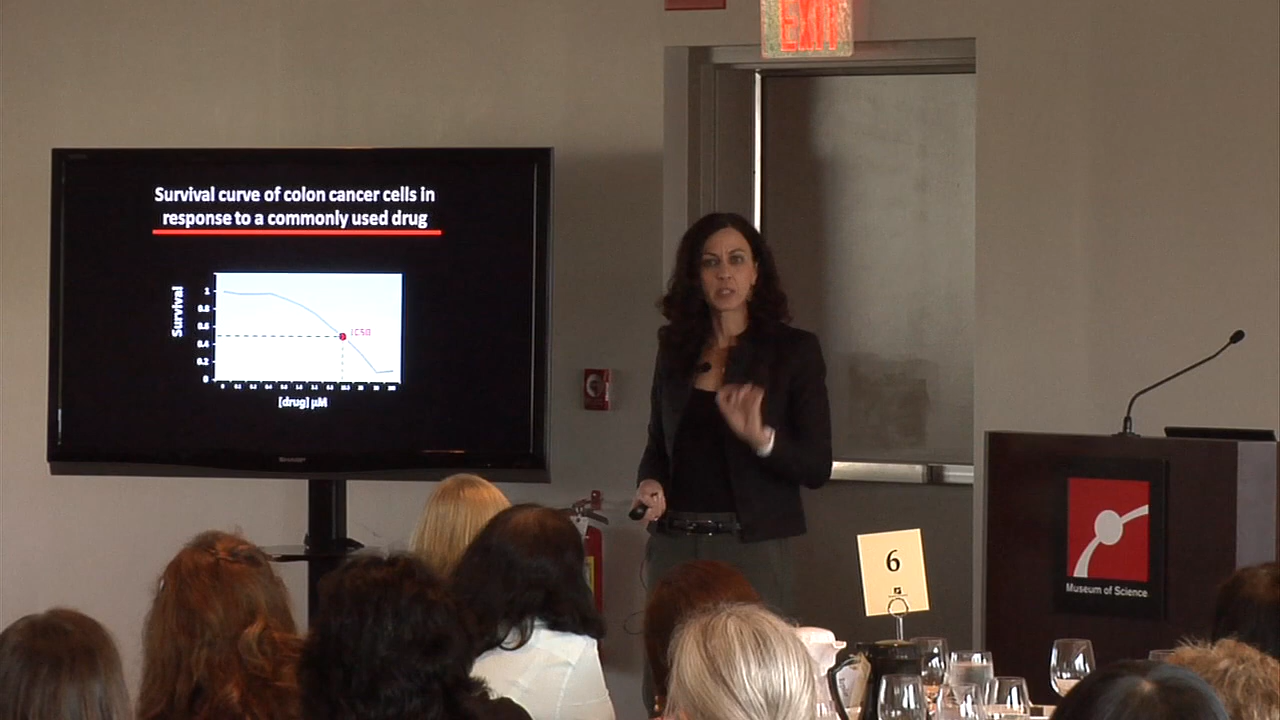 EXIT
Survival curve of colon cancer cells in
response to a commonly used drug
Survival
1
0.8
0.6
0.4
0.2
0
IC50
[drug] µM
SHARP
6
Museum of Science